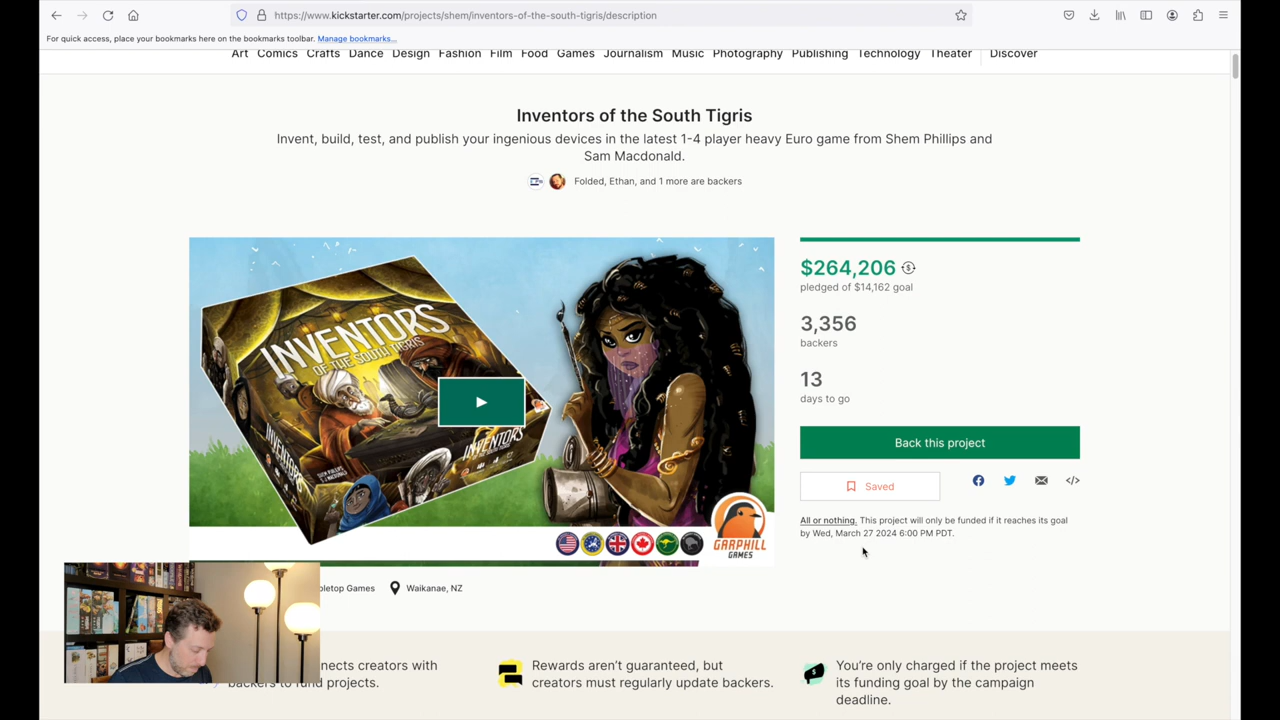 https://www.kickstarter.com/projects/shem/inventors-of-the-south-tigris/description
For quick access, place your bookmarks here on the bookmarks toolbar. Manage bookmarks...
Art Comics Crafts Dance Design Fashion Film Food Games Journalism Music Photography Publishing Technology Theater Discover
Inventors of the South Tigris
Invent, build, test, and publish your ingenious devices in the latest 1-4 player heavy Euro game from Shem Phillips and
Sam Macdonald.
Folded, Ethan, and 1 more are backers
INVENTORS
OF THE SOUTH TIGRIS
INVENTORS
INVENTORS
SHEM PHILLIPS
GARPHILL
GAMES
$264,206
pledged of $14,162 goal
3,356
backers
13
days to go
Back this project
Saved
All or nothing. This project will only be funded if it reaches its goal
by Wed, March 27 2024 6:00 PM PDT.
bletop Games
Waikanae, NZ
nects creators with
backers to fund projects.
Rewards aren't guaranteed, but
creators must regularly update backers.
You're only charged if the project meets
its funding goal by the campaign
deadline.